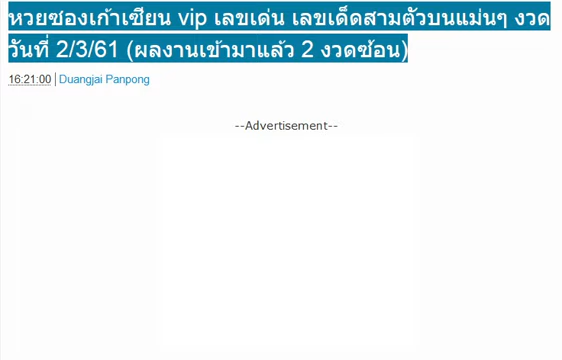 หวยซองเก้าเซียน vip เลขเด่น เลขเด็ดสามตัวบนแม่นๆ งวด
วันที่ 2/3/61 (ผลงานเข้ามาแล้ว 2 งวดซ้อน)
16:21:00 | Duangjai Panpong
--Advertisement--